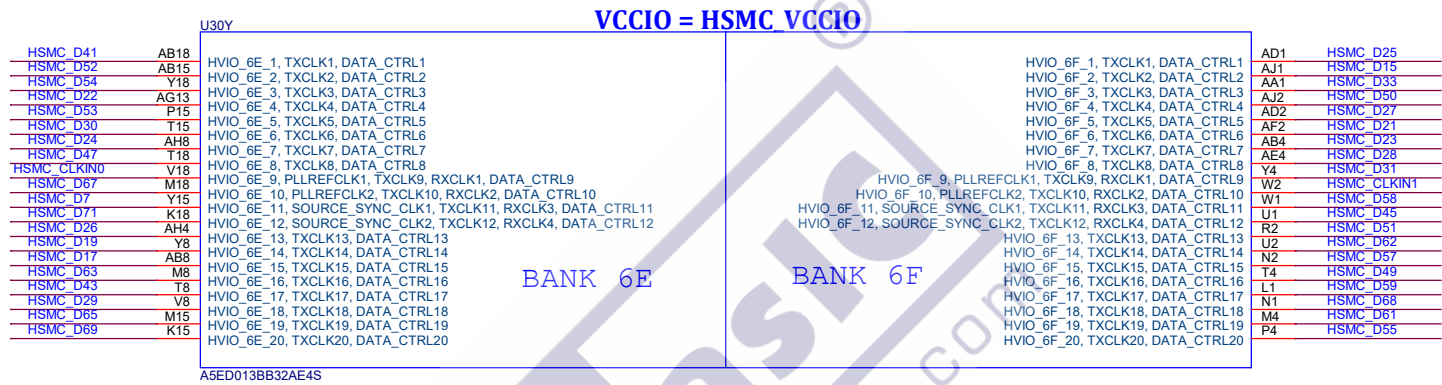 VCCIO = HSMC_VCCIO
U30Y
HSMC_D41 AB18 HVIO_6E_1, TXCLK1, DATA_CTRL1 HVIO_6F_1, TXCLK1, DATA_CTRL1 AD1 HSMC_D25
HSMC_D52 AB15 HVIO_6E_2, TXCLK2, DATA_CTRL2 HVIO_6F_2, TXCLK2, DATA_CTRL2 AJ1 HSMC_D15
HSMC_D54 Y18 HVIO_6E_3, TXCLK3, DATA_CTRL3 HVIO_6F_3, TXCLK3, DATA_CTRL3 AA1 HSMC_D33
HSMC_D22 AG13 HVIO_6E_4, TXCLK4, DATA_CTRL4 HVIO_6F_4, TXCLK4, DATA_CTRL4 AJ2 HSMC_D50
HSMC_D53 P15 HVIO_6E_5, TXCLK5, DATA_CTRL5 HVIO_6F_5, TXCLK5, DATA_CTRL5 AD2 HSMC_D27
HSMC_D30 T15 HVIO_6E_6, TXCLK6, DATA_CTRL6 HVIO_6F_6, TXCLK6, DATA_CTRL6 AF2 HSMC_D21
HSMC_D24 AH8 HVIO_6E_7, TXCLK7, DATA_CTRL7 HVIO_6F_7, TXCLK7, DATA_CTRL7 AB4 HSMC_D23
HSMC_D47 T18 HVIO_6E_8, TXCLK8, DATA_CTRL8 HVIO_6F_8, TXCLK8, DATA_CTRL8 AE4 HSMC_D28
HSMC_CLKIN0 V18 HVIO_6E_9, PLLREFCLK1, TXCLK9, RXCLK1, DATA_CTRL9 HVIO_6F_9, PLLREFCLK1, TXCLK9, RXCLK1, DATA_CTRL9 Y4 HSMC_D31
HSMC_D67 M18 HVIO_6E_10, PLLREFCLK2, TXCLK10, RXCLK2, DATA_CTRL10 HVIO_6F_10, PLLREFCLK2, TXCLK10, RXCLK2, DATA_CTRL10 W2 HSMC_CLKIN1
HSMC_D7 Y15 HVIO_6E_11, SOURCE_SYNC_CLK1, TXCLK11, RXCLK3, DATA_CTRL11 HVIO_6F_11, SOURCE_SYNC_CLK1, TXCLK11, RXCLK3, DATA_CTRL11 W1 HSMC_D58
HSMC_D71 K18 HVIO_6E_12, SOURCE_SYNC_CLK2, TXCLK12, RXCLK4, DATA_CTRL12 HVIO_6F_12, SOURCE_SYNC_CLK2, TXCLK12, RXCLK4, DATA_CTRL12 U1 HSMC_D45
HSMC_D26 AH4 HVIO_6E_13, TXCLK13, DATA_CTRL13 HVIO_6F_13, TXCLK13, DATA_CTRL13 R2 HSMC_D51
HSMC_D19 Y8 HVIO_6E_14, TXCLK14, DATA_CTRL14 HVIO_6F_14, TXCLK14, DATA_CTRL14 U2 HSMC_D62
HSMC_D17 AB8 HVIO_6E_15, TXCLK15, DATA_CTRL15 HVIO_6F_15, TXCLK15, DATA_CTRL15 N2 HSMC_D57
HSMC_D63 M8 HVIO_6E_16, TXCLK16, DATA_CTRL16 HVIO_6F_16, TXCLK16, DATA_CTRL16 T4 HSMC_D49
BANK 6E BANK 6F
HSMC_D43 T8 HVIO_6E_17, TXCLK17, DATA_CTRL17 HVIO_6F_17, TXCLK17, DATA_CTRL17 L1 HSMC_D59
HSMC_D29 V8 HVIO_6E_18, TXCLK18, DATA_CTRL18 HVIO_6F_18, TXCLK18, DATA_CTRL18 N1 HSMC_D68
HSMC_D65 M15 HVIO_6E_19, TXCLK19, DATA_CTRL19 HVIO_6F_19, TXCLK19, DATA_CTRL19 M4 HSMC_D61
HSMC_D69 K15 HVIO_6E_20, TXCLK20, DATA_CTRL20 HVIO_6F_20, TXCLK20, DATA_CTRL20 P4 HSMC_D55
A5ED013BB32AE4S
asic
com
®